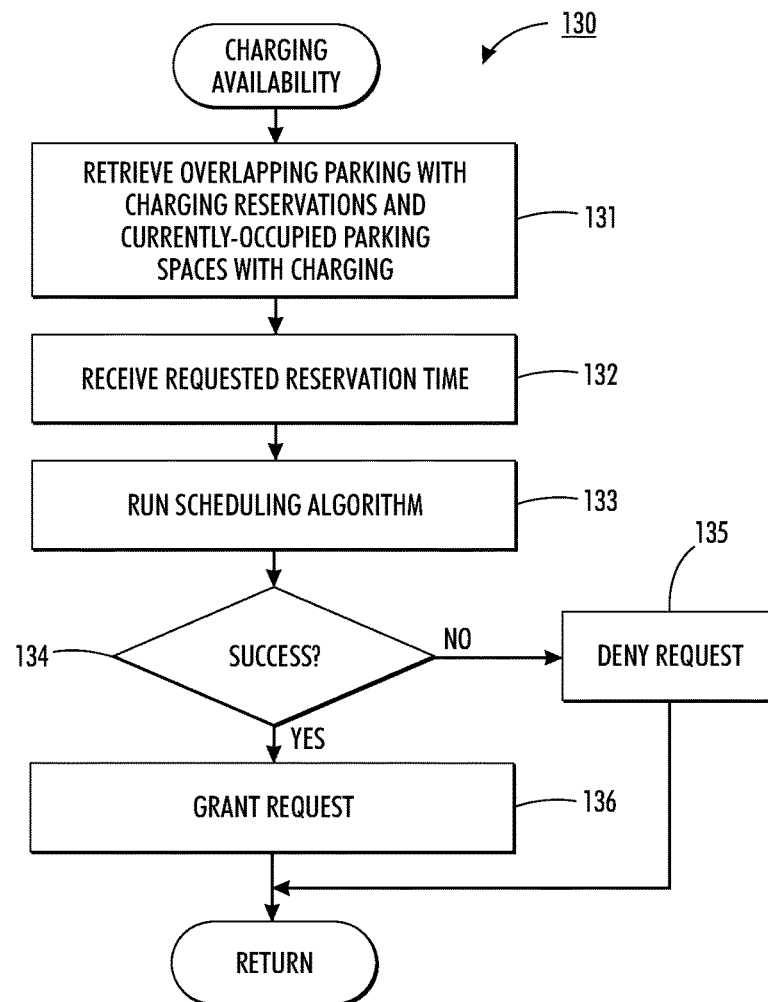 130
CHARGING
AVAILABILITY
RETRIEVE OVERLAPPING PARKING WITH
CHARGING RESERVATIONS AND
CURRENTLY-OCCUPIED PARKING
SPACES WITH CHARGING
131
RECEIVE REQUESTED RESERVATION TIME
132
RUN SCHEDULING ALGORITHM
133
135
134
SUCCESS?
NO
DENY REQUEST
YES
GRANT REQUEST
136
RETURN